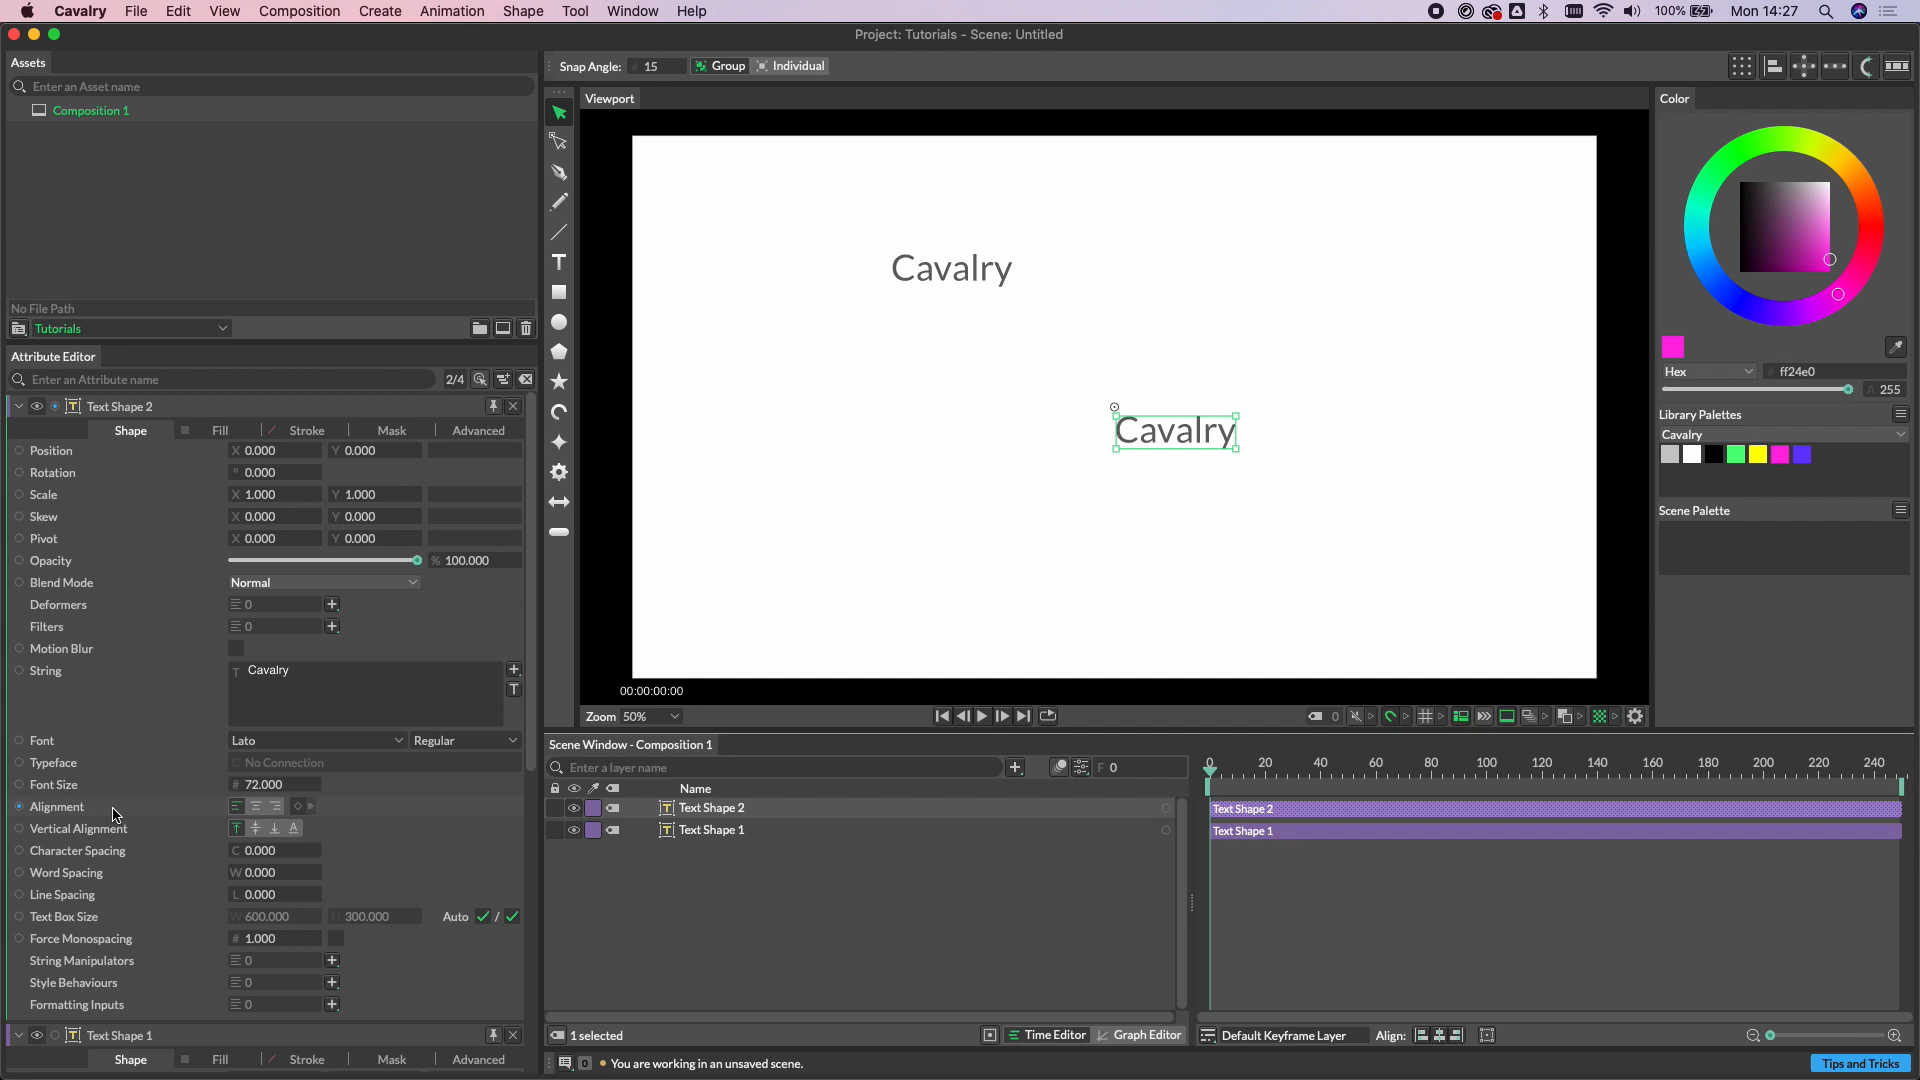 Cavalry File Edit View Composition Create Animation Shape Tool Window Help 100% Mon 14:27
Project: Tutorials - Scene: Untitled
Assets
Enter an Asset name
Composition 1
No File Path
Tutorials
Attribute Editor
Enter an Attribute name 2/4
Text Shape 2
Shape Fill Stroke Mask Advanced
Position X 0.000 Y 0.000
Rotation ° 0.000
Scale X 1.000 Y 1.000
Skew X 0.000 Y 0.000
Pivot X 0.000 Y 0.000
Opacity % 100.000
Blend Mode Normal
Deformers 0
Filters 0
Motion Blur
String T Cavalry
T
Font Lato Regular
Typeface C No Connection
Font Size # 72.000
Alignment
Vertical Alignment
Character Spacing C 0.000
Word Spacing W 0.000
Line Spacing L 0.000
Text Box Size W 600.000 H 300.000 Auto /
Force Monospacing # 1.000
String Manipulators 0
Style Behaviours 0
Formatting Inputs 0
Text Shape 1
Shape Fill Stroke Mask Advanced
Snap Angle: # 15 Group Individual
Viewport
Cavalry
Cavalry
00:00:00:00
Zoom 50% 0
Color
Hex # ff24e0
A 255
Library Palettes
Cavalry
Scene Palette
Scene Window - Composition 1
Enter a layer name F 0
Name
Text Shape 2
Text Shape 1
0 20 40 60 80 100 120 140 160 180 200 220 240
Text Shape 2
Text Shape 1
1 selected Time Editor Graph Editor Default Keyframe Layer Align:
0 You are working in an unsaved scene. Tips and Tricks